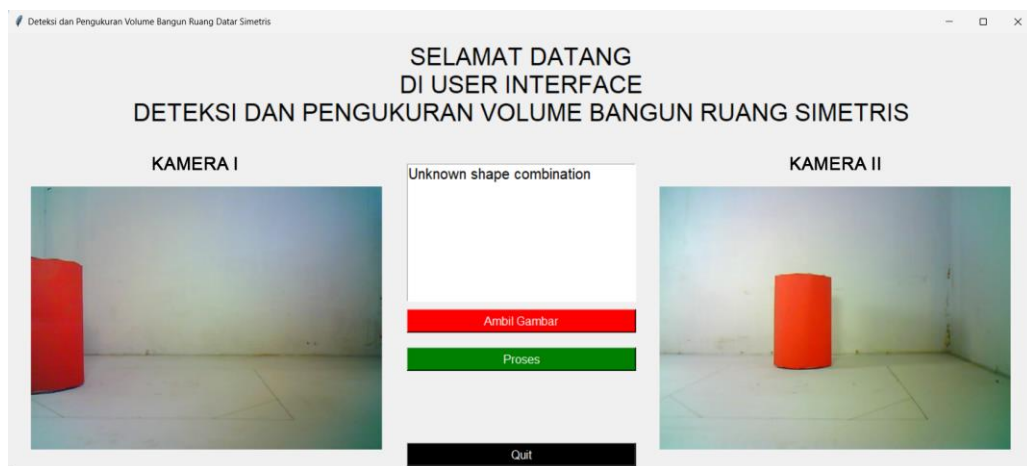 Deteksi dan Pengukuran Volume Bangun Ruang Datar Simetris
SELAMAT DATANG
DI USER INTERFACE
DETEKSI DAN PENGUKURAN VOLUME BANGUN RUANG SIMETRIS
KAMERA I
Unknown shape combination
KAMERA II
Ambil Gambar
Proses
Quit